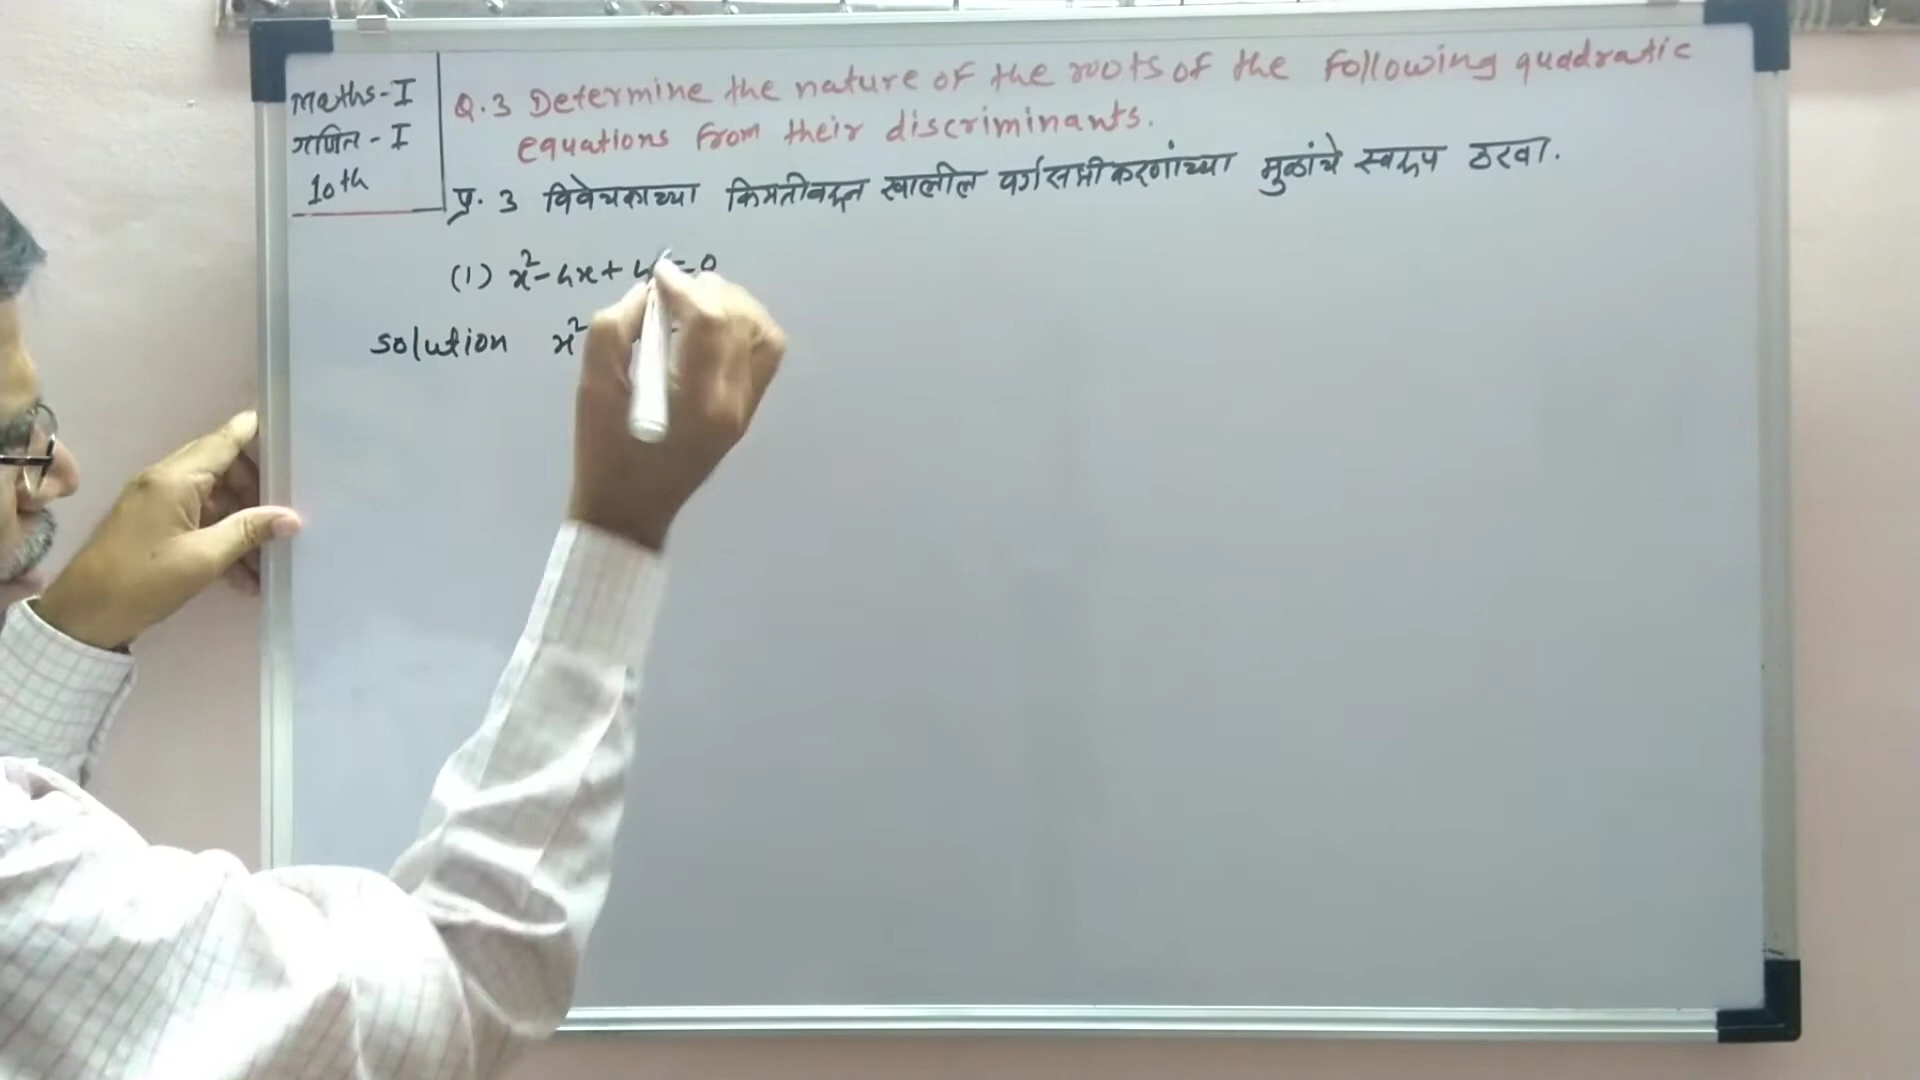 Maths-I
गणित-I
10th
Q.3 Determine the nature of the roots of the following quadratic
equations from their discriminants.
प्र. 3 विवेचकाच्या किमतीवरून खालील वर्गसमीकरणांच्या मुळांचे स्वरूप ठरवा.
(1) x²-4x+4=0
solution x²